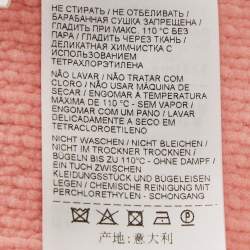 НЕ СТИРАТЬ / НЕ ОТБЕЛИВАТЬ /
БАРАБАННАЯ СУШКА ЗАПРЕЩЕНА /
ГЛАДИТЬ ПРИ МАКС. 110 °C БЕЗ
ПАРА / ГЛАДИТЬ ЧЕРЕЗ ТКАНЬ /
ДЕЛИКАТНАЯ ХИМЧИСТКА С
ИСПОЛЬЗОВАНИЕМ
ТЕТРАХЛОРЭТИЛЕНА
NÃO LAVAR / NÃO TRATAR COM
CLORO / NÃO USAR MÁQUINA DE
SECAR / ENGOMAR A TEMPERATURA
MÁXIMA DE 110 °C - SEM VAPOR /
ENGOMAR COM UM PANO / LAVAR
DELICADAMENTE A SECO EM
TETRACLOROETILENO
NICHT WASCHEN / NICHT BLEICHEN /
NICHT IM TROCKNER TROCKNEN /
BÜGELN BIS ZU 110°C - OHNE DAMPF /
EIN TUCH ZWISCHEN
KLEIDUNGSSTÜCK UND BÜGELEISEN
LEGEN / CHEMISCHE REINIGUNG MIT
PERCHLORETHYLEN - SCHONGANG
P
产地: 意大利